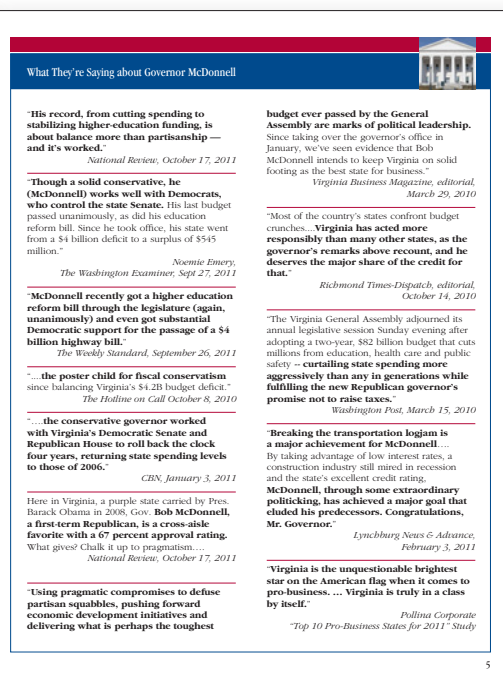 What They're Saying about Governor McDonnell
"His record, from cutting spending to
stabilizing higher-education funding, is
about balance more than partisanship —
and it's worked."
National Review, October 17, 2011
"Though a solid conservative, he
(McDonnell) works well with Democrats,
who control the state Senate. His last budget
passed unanimously, as did his education
reform bill. Since he took office, his state went
from a $4 billion deficit to a surplus of $545
million."
Noemie Emery,
The Washington Examiner, Sept 27, 2011
"McDonnell recently got a higher education
reform bill through the legislature (again,
unanimously) and even got substantial
Democratic support for the passage of a $4
billion highway bill."
The Weekly Standard, September 26, 2011
"....the poster child for fiscal conservatism
since balancing Virginia's $4.2B budget deficit."
The Hotline on Call October 8, 2010
"….the conservative governor worked
with Virginia's Democratic Senate and
Republican House to roll back the clock
four years, returning state spending levels
to those of 2006."
CBN, January 3, 2011
Here in Virginia, a purple state carried by Pres.
Barack Obama in 2008, Gov. Bob McDonnell,
a first-term Republican, is a cross-aisle
favorite with a 67 percent approval rating.
What gives? Chalk it up to pragmatism….
National Review, October 17, 2011
"Using pragmatic compromises to defuse
partisan squabbles, pushing forward
economic development initiatives and
delivering what is perhaps the toughest
budget ever passed by the General
Assembly are marks of political leadership.
Since taking over the governor's office in
January, we've seen evidence that Bob
McDonnell intends to keep Virginia on solid
footing as the best state for business."
Virginia Business Magazine, editorial,
March 29, 2010
"Most of the country's states confront budget
crunches....Virginia has acted more
responsibly than many other states, as the
governor's remarks above recount, and he
deserves the major share of the credit for
that."
Richmond Times-Dispatch, editorial,
October 14, 2010
"The Virginia General Assembly adjourned its
annual legislative session Sunday evening after
adopting a two-year, $82 billion budget that cuts
millions from education, health care and public
safety -- curtailing state spending more
aggressively than any in generations while
fulfilling the new Republican governor's
promise not to raise taxes."
Washington Post, March 15, 2010
"Breaking the transportation logjam is
a major achievement for McDonnell….
By taking advantage of low interest rates, a
construction industry still mired in recession
and the state's excellent credit rating,
McDonnell, through some extraordinary
politicking, has achieved a major goal that
eluded his predecessors. Congratulations,
Mr. Governor."
Lynchburg News & Advance,
February 3, 2011
"Virginia is the unquestionable brightest
star on the American flag when it comes to
pro-business. … Virginia is truly in a class
by itself."
Pollina Corporate
"Top 10 Pro-Business States for 2011" Study
5